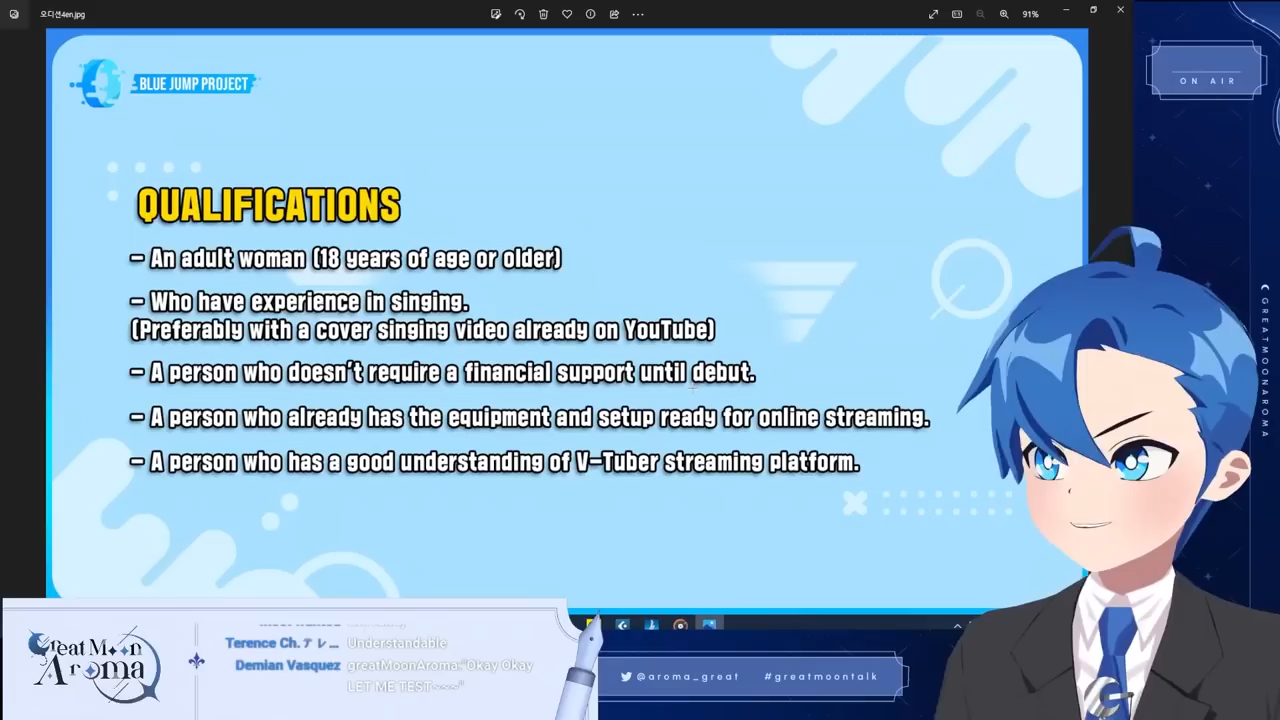 오디션4en.jpg
91%
BLUE JUMP PROJECT
ON AIR
QUALIFICATIONS
- An adult woman (18 years of age or older)
- Who have experience in singing.
(Preferably with a cover singing video already on YouTube)
- A person who doesn't require a financial support until debut.
- A person who already has the equipment and setup ready for online streaming.
- A person who has a good understanding of V-Tuber streaming platform.
GREATMOONAROMA
Great Moon
Aroma
Terence Ch. テレ... Understandable
Demian Vasquez greatMoonAroma-"Okay Okay
LET ME TEST~~~"
@aroma_great #greatmoontalk